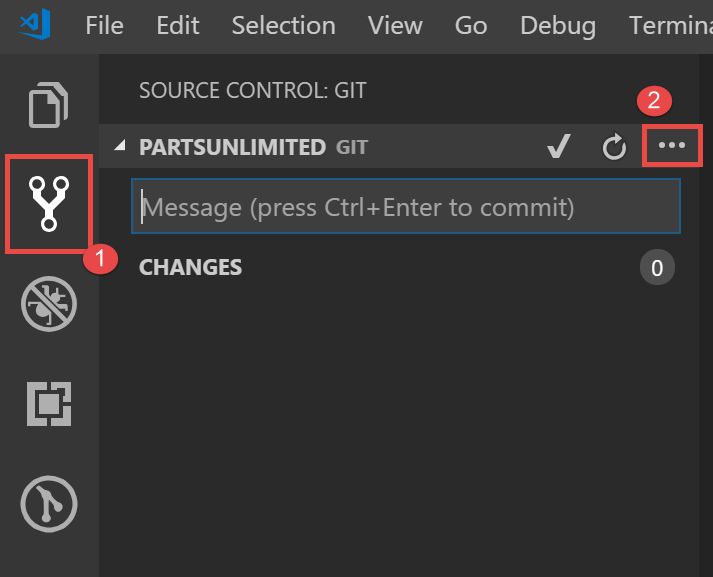 File Edit Selection View Go Debug Termina
SOURCE CONTROL: GIT
2
PARTSUNLIMITED GIT
Message (press Ctrl+Enter to commit)
1
CHANGES 0